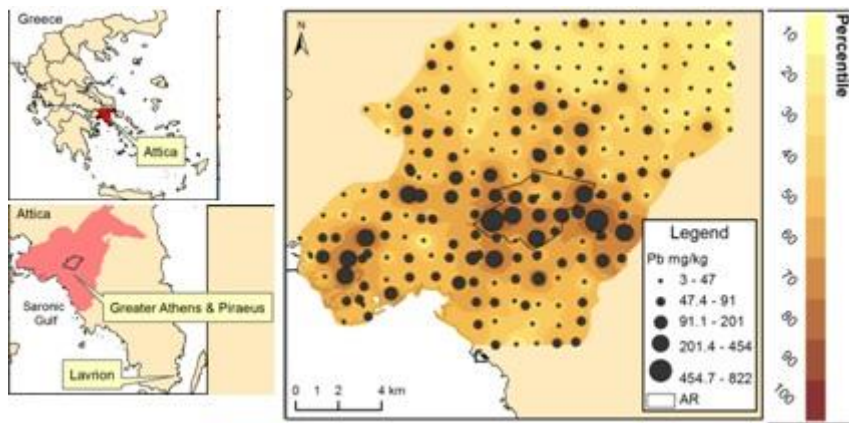 Greece
Attica
Attica
Greater Athens & Piraeus
Saronic
Gulf
Lavrion
N
Legend
Pb mg/kg
3 - 47
47.4 - 91
91.1 - 201
201.4 - 454
454.7 - 822
AR
0 2 4 km
Percentile
10
20
30
40
50
60
70
80
90
100